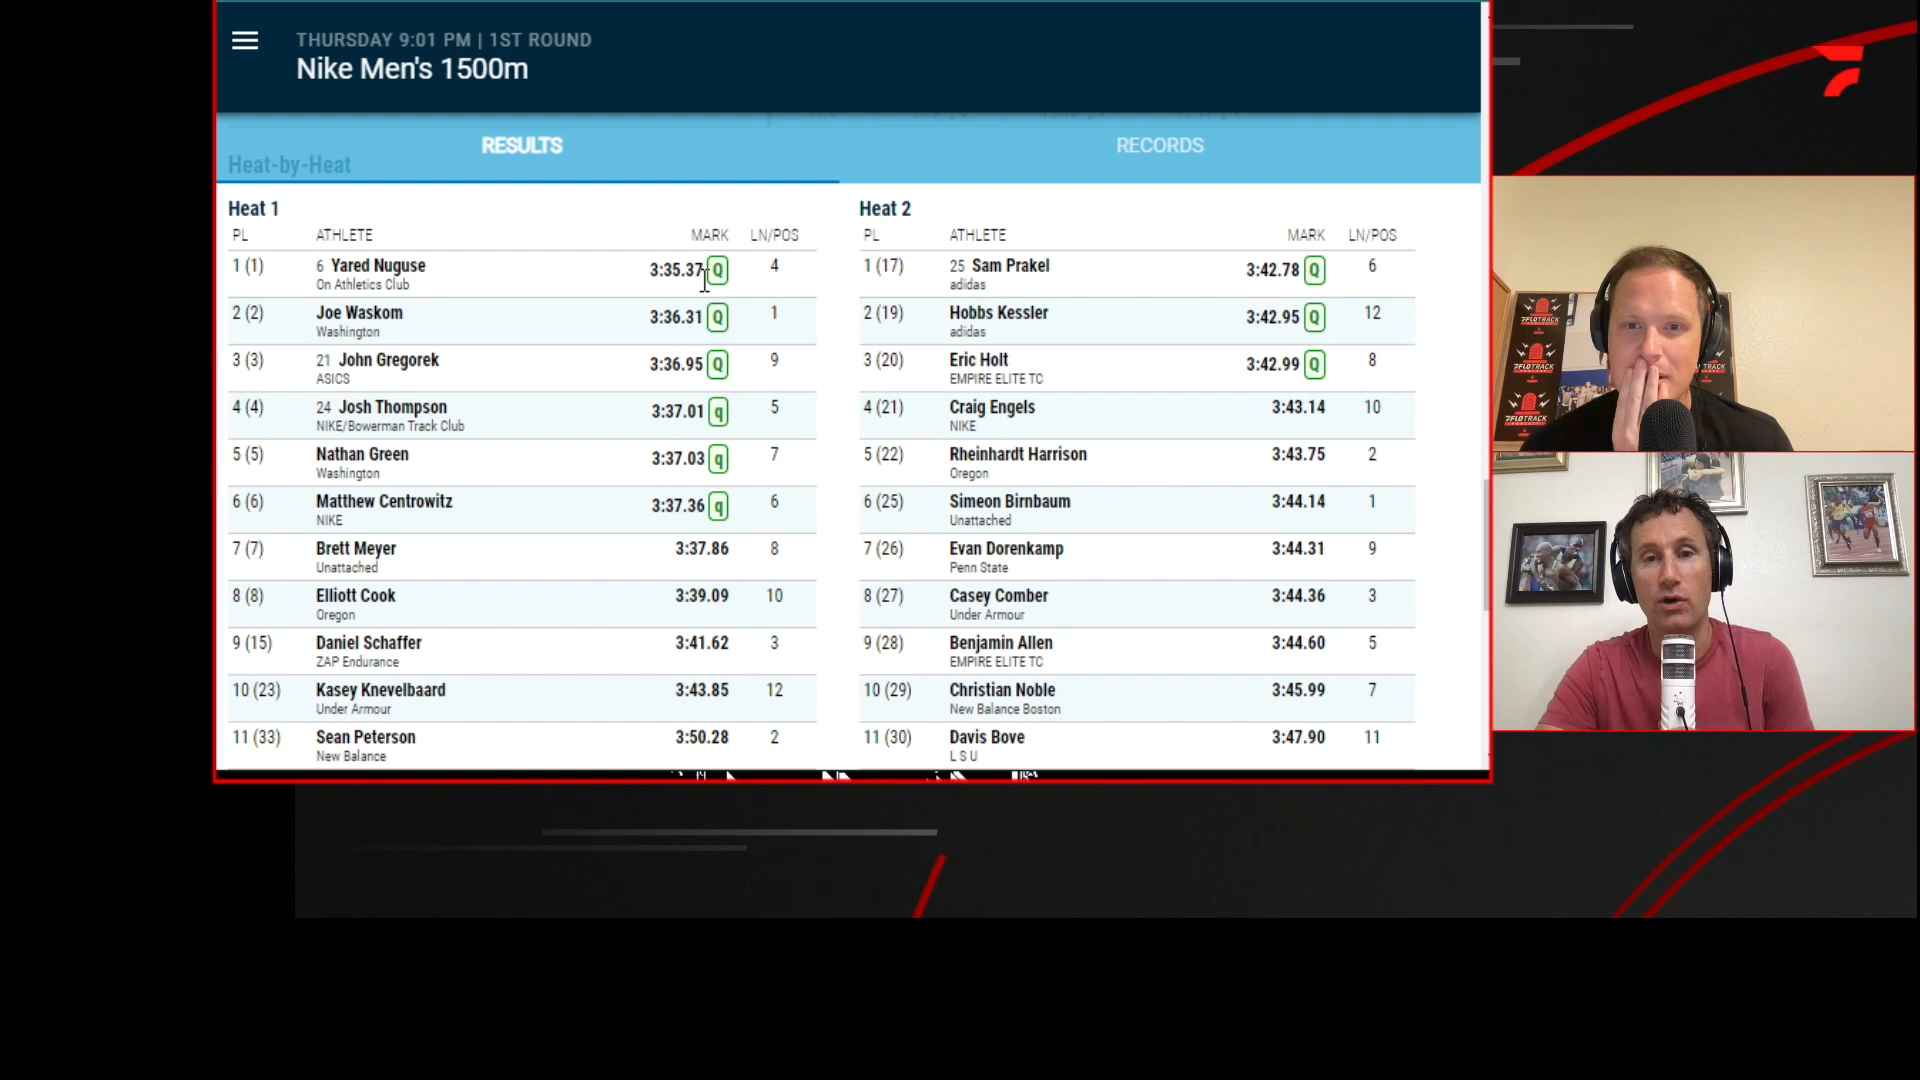 THURSDAY 9:01 PM | 1ST ROUND
Nike Men's 1500m
RESULTS
RECORDS
Heat-by-Heat
Heat 1
PL ATHLETE MARK LN/POS
1 (1) 6 Yared Nuguse 3:35.37 Q 4
On Athletics Club
2 (2) Joe Waskom 3:36.31 Q 1
Washington
3 (3) 21 John Gregorek 3:36.95 Q 9
ASICS
4 (4) 24 Josh Thompson 3:37.01 q 5
NIKE/Bowerman Track Club
5 (5) Nathan Green 3:37.03 q 7
Washington
6 (6) Matthew Centrowitz 3:37.36 q 6
NIKE
7 (7) Brett Meyer 3:37.86 8
Unattached
8 (8) Elliott Cook 3:39.09 10
Oregon
9 (15) Daniel Schaffer 3:41.62 3
ZAP Endurance
10 (23) Kasey Knevelbaard 3:43.85 12
Under Armour
11 (33) Sean Peterson 3:50.28 2
New Balance
Heat 2
PL ATHLETE MARK LN/POS
1 (17) 25 Sam Prakel 3:42.78 Q 6
adidas
2 (19) Hobbs Kessler 3:42.95 Q 12
adidas
3 (20) Eric Holt 3:42.99 Q 8
EMPIRE ELITE TC
4 (21) Craig Engels 3:43.14 10
NIKE
5 (22) Rheinhardt Harrison 3:43.75 2
Oregon
6 (25) Simeon Birnbaum 3:44.14 1
Unattached
7 (26) Evan Dorenkamp 3:44.31 9
Penn State
8 (27) Casey Comber 3:44.36 3
Under Armour
9 (28) Benjamin Allen 3:44.60 5
EMPIRE ELITE TC
10 (29) Christian Noble 3:45.99 7
New Balance Boston
11 (30) Davis Bove 3:47.90 11
L S U
FLOTRACK
FLOTRACK
FLOTRACK